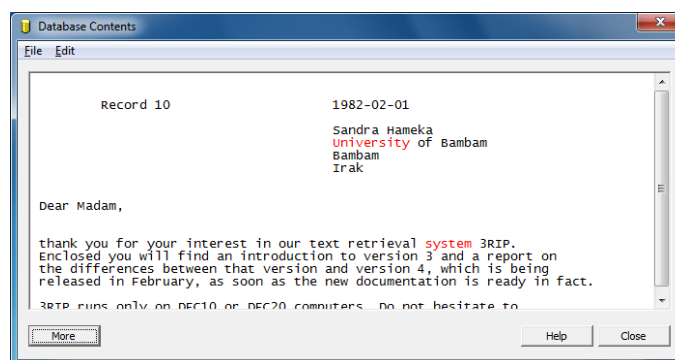 Database Contents
File Edit
Record 10 1982-02-01
Sandra Hameka
University of Bambam
Bambam
Irak
Dear Madam,
thank you for your interest in our text retrieval system 3RIP.
Enclosed you will find an introduction to version 3 and a report on
the differences between that version and version 4, which is being
released in February, as soon as the new documentation is ready in fact.
3RIP runs only on DEC10 or DEC20 computers. Do not hesitate to
More Help Close